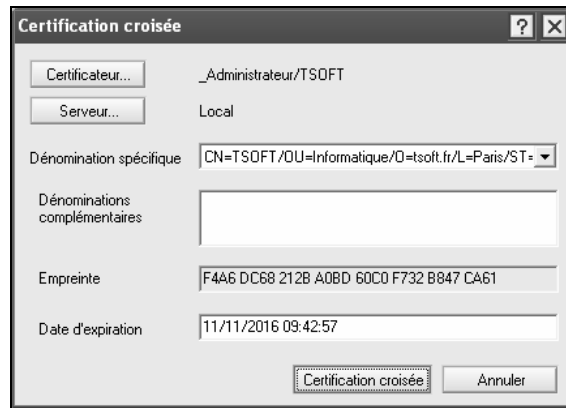 Certification croisée
Certificateur... _Administrateur/TSOFT
Serveur... Local
Dénomination spécifique CN=TSOFT/OU=Informatique/O=tsoft.fr/L=Paris/ST=
Dénominations
complémentaires
Empreinte F4A6 DC68 212B A0BD 60C0 F732 B847 CA61
Date d'expiration 11/11/2016 09:42:57
Certification croisée Annuler